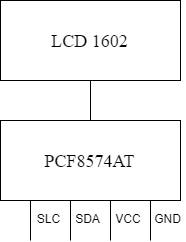 LCD 1602
PCF8574AT
SLC SDA VCC GND